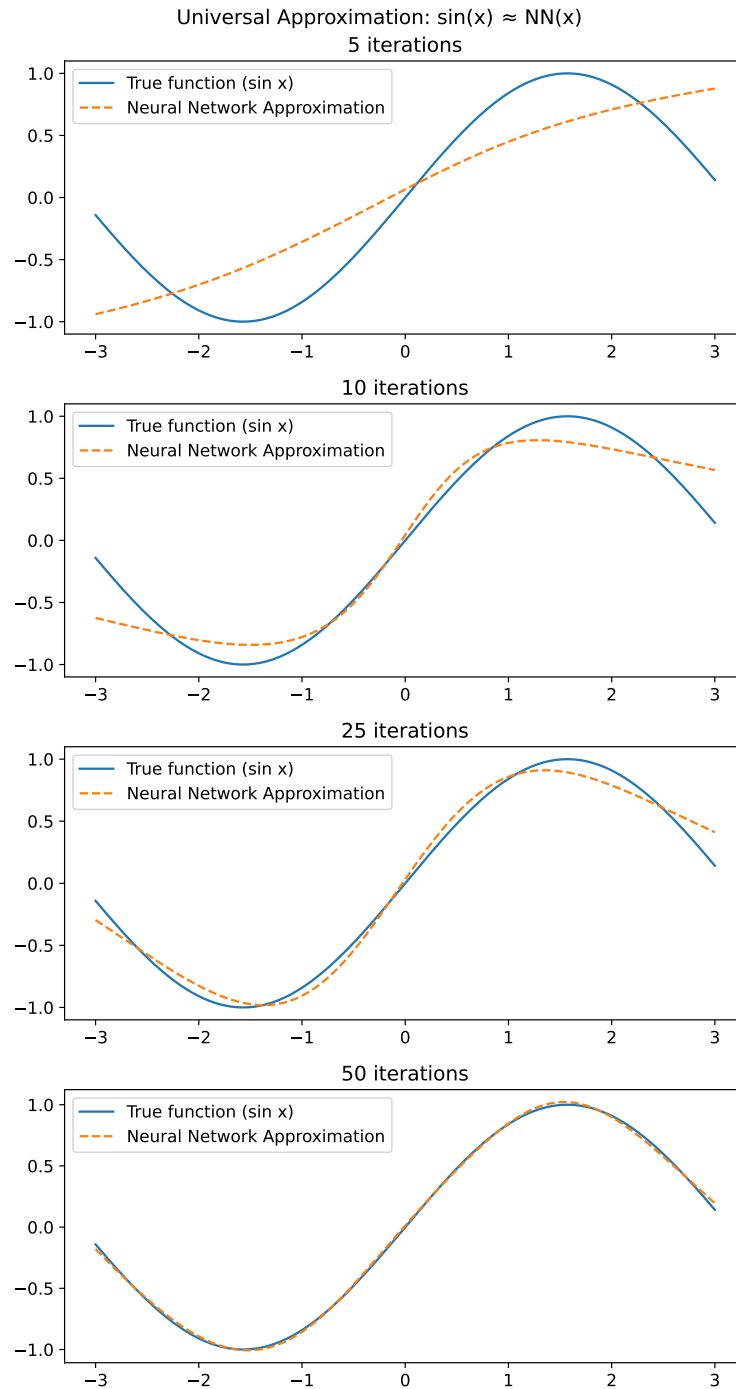 Universal Approximation: sin(x) ≈ NN(x)
5 iterations
True function (sin x)
Neural Network Approximation
1.0
0.5
0.0
−0.5
−1.0
−3 −2 −1 0 1 2 3
10 iterations
True function (sin x)
Neural Network Approximation
1.0
0.5
0.0
−0.5
−1.0
−3 −2 −1 0 1 2 3
25 iterations
True function (sin x)
Neural Network Approximation
1.0
0.5
0.0
−0.5
−1.0
−3 −2 −1 0 1 2 3
50 iterations
True function (sin x)
Neural Network Approximation
1.0
0.5
0.0
−0.5
−1.0
−3 −2 −1 0 1 2 3